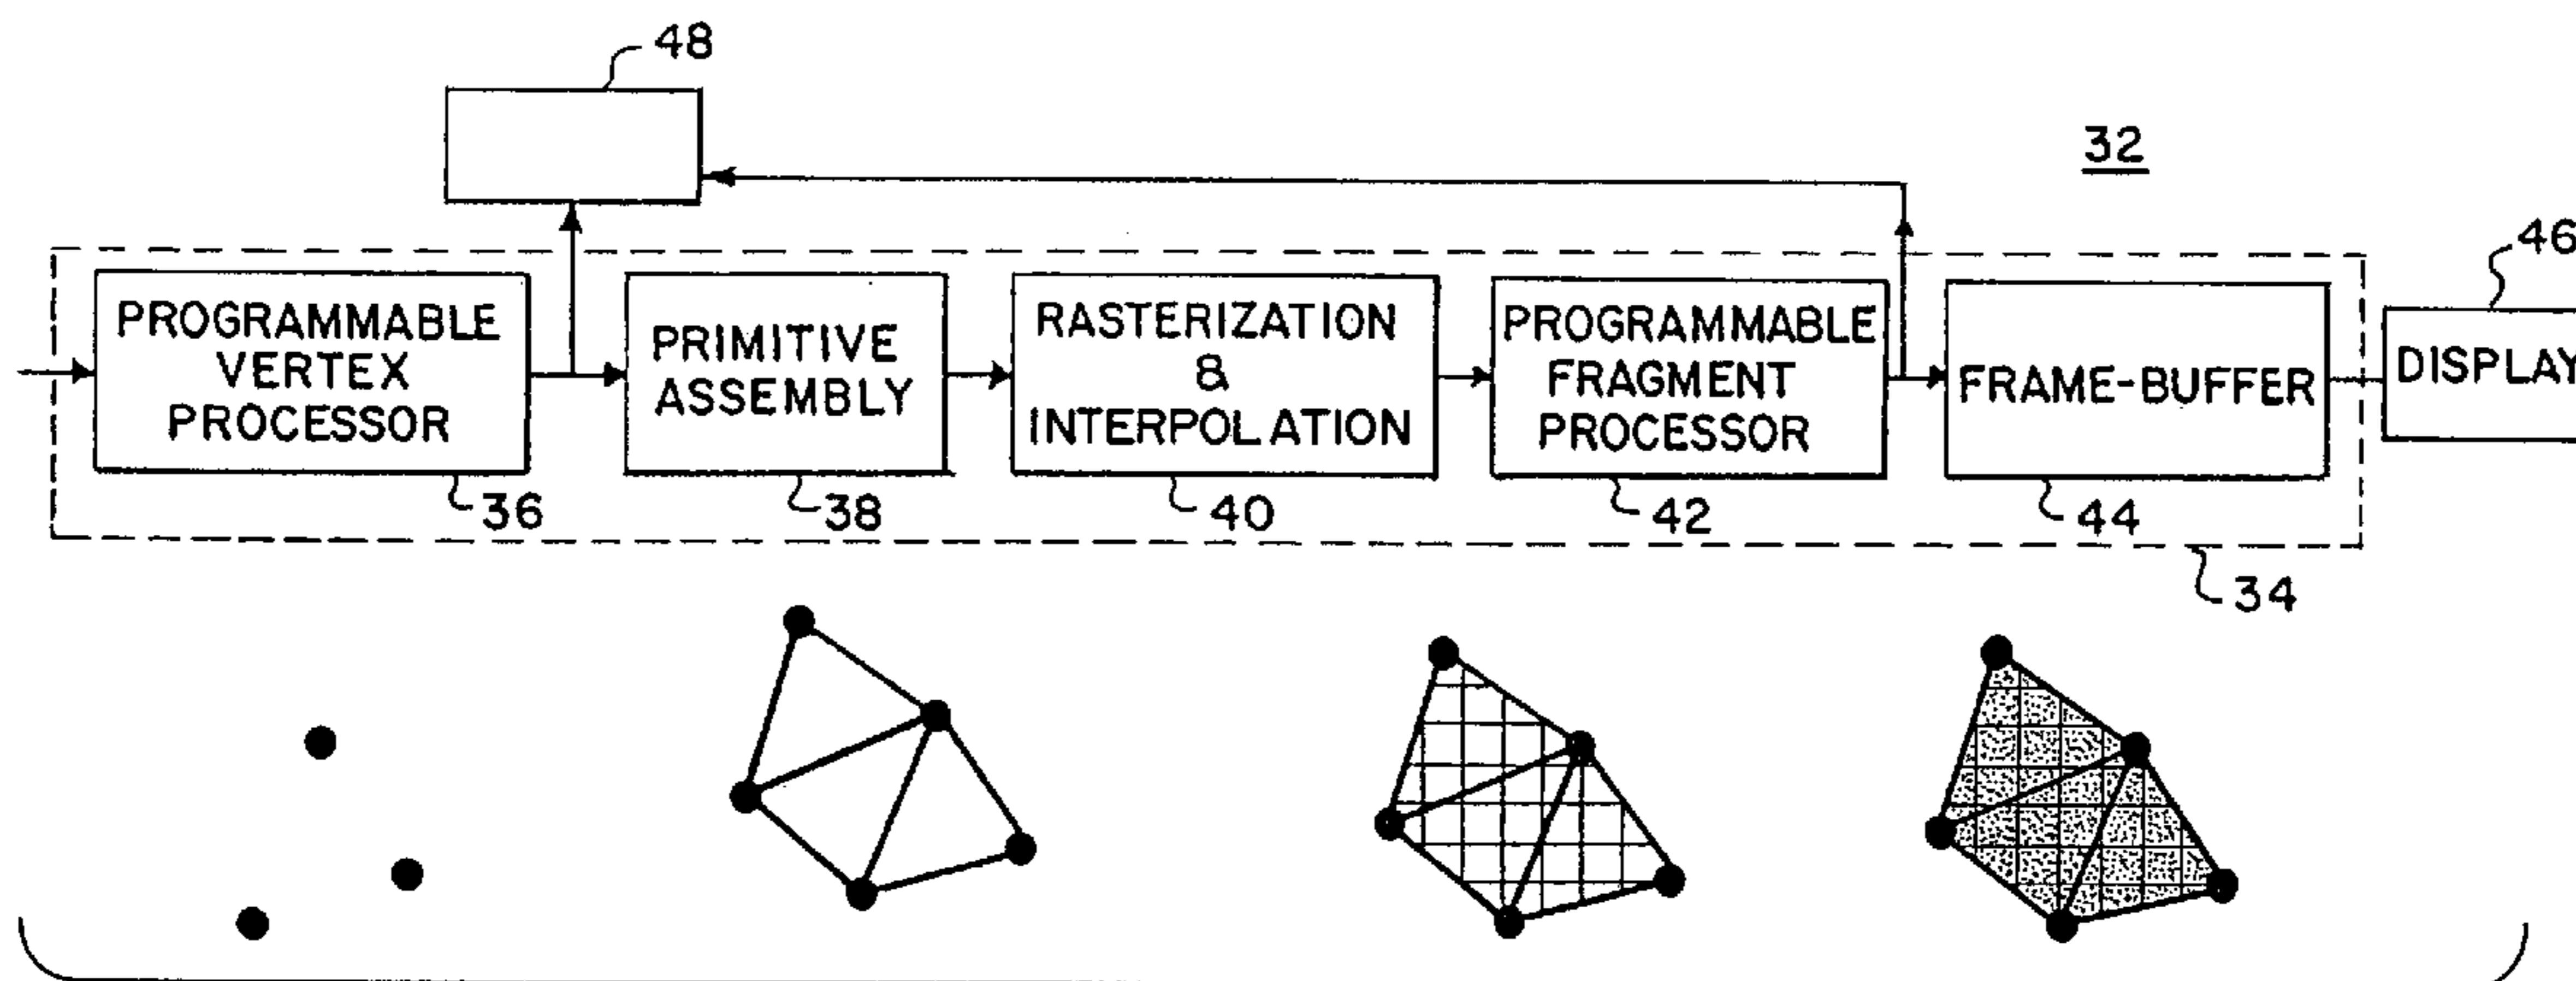 48
32
46
PROGRAMMABLE
VERTEX
PROCESSOR
PRIMITIVE
ASSEMBLY
RASTERIZATION
&
INTERPOLATION
PROGRAMMABLE
FRAGMENT
PROCESSOR
FRAME-BUFFER
DISPLAY
36
38
40
42
44
34